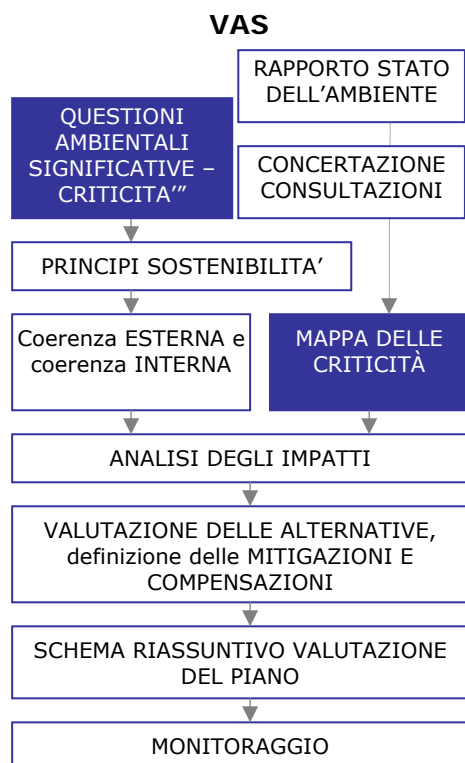 VAS
RAPPORTO STATO
DELL’AMBIENTE
QUESTIONI
AMBIENTALI
SIGNIFICATIVE –
CRITICITA’”
CONCERTAZIONE
CONSULTAZIONI
PRINCIPI SOSTENIBILITA’
Coerenza ESTERNA e
coerenza INTERNA
MAPPA DELLE
CRITICITÀ
ANALISI DEGLI IMPATTI
VALUTAZIONE DELLE ALTERNATIVE,
definizione delle MITIGAZIONI E
COMPENSAZIONI
SCHEMA RIASSUNTIVO VALUTAZIONE
DEL PIANO
MONITORAGGIO